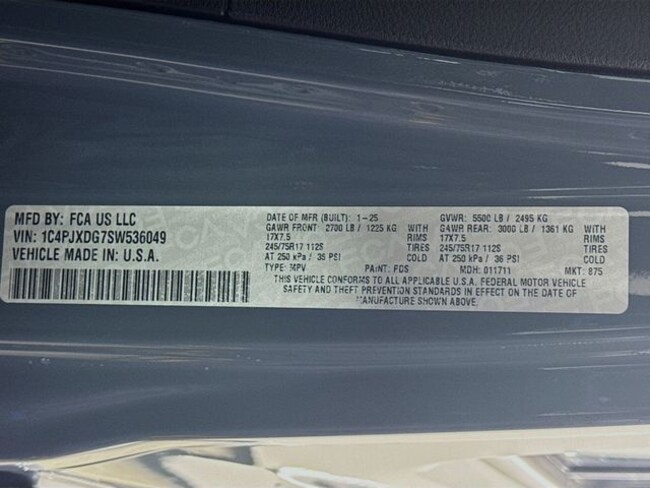 MFD BY: FCA US LLC
VIN: 1C4PJXDG7SW536049
VEHICLE MADE IN: U.S.A.
DATE OF MFR (BUILT): 1-25
GVWR: 5500 LB / 2495 KG
GAWR FRONT: 2700 LB / 1225 KG WITH
GAWR REAR: 3000 LB / 1361 KG WITH
17X7.5 RIMS
17X7.5 RIMS
245/75R17 112S TIRES
245/75R17 112S TIRES
AT 250 kPa / 36 PSI COLD
AT 250 kPa / 36 PSI COLD
TYPE: MPV PAINT: PDS MDH: 011711 MKT: 875
THIS VEHICLE CONFORMS TO ALL APPLICABLE U.S.A. FEDERAL MOTOR VEHICLE
SAFETY AND THEFT PREVENTION STANDARDS IN EFFECT ON THE DATE OF
MANUFACTURE SHOWN ABOVE.